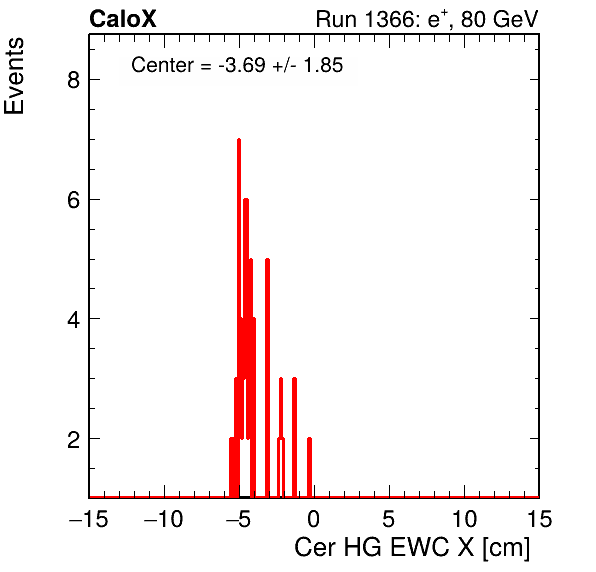 CaloX
Run 1366: e+, 80 GeV
Events
Center = -3.69 +/- 1.85
8
6
4
2
−15 −10 −5 0 5 10 15
Cer HG EWC X [cm]